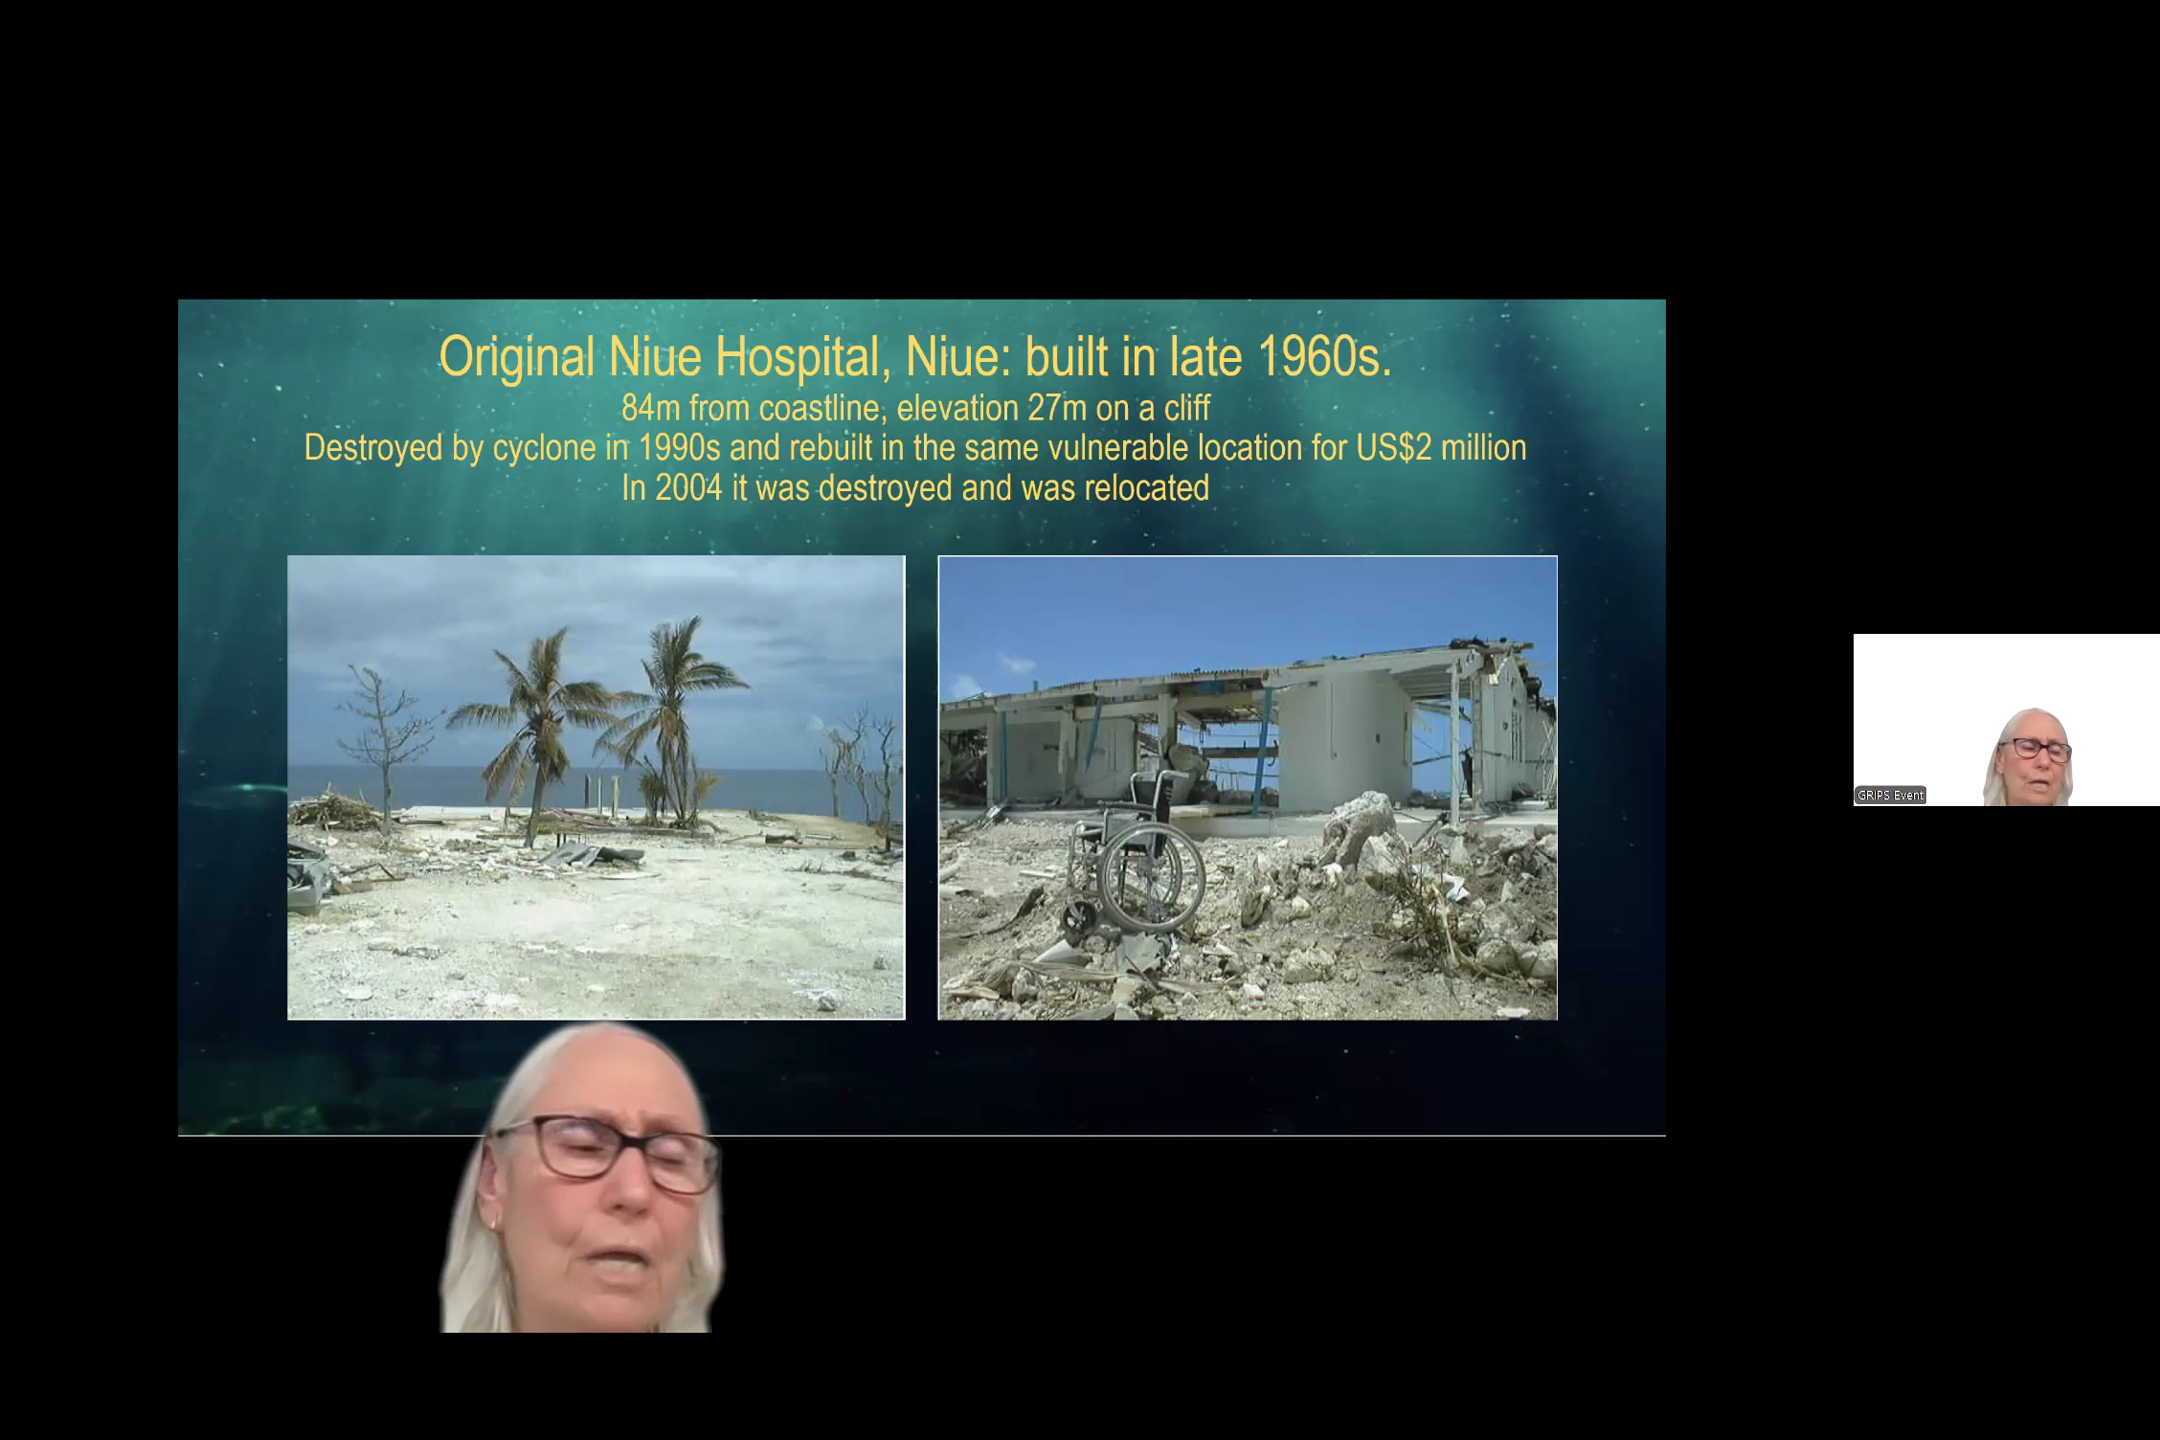 Original Niue Hospital, Niue: built in late 1960s.
84m from coastline, elevation 27m on a cliff
Destroyed by cyclone in 1990s and rebuilt in the same vulnerable location for US$2 million
In 2004 it was destroyed and was relocated
GRIPS Event